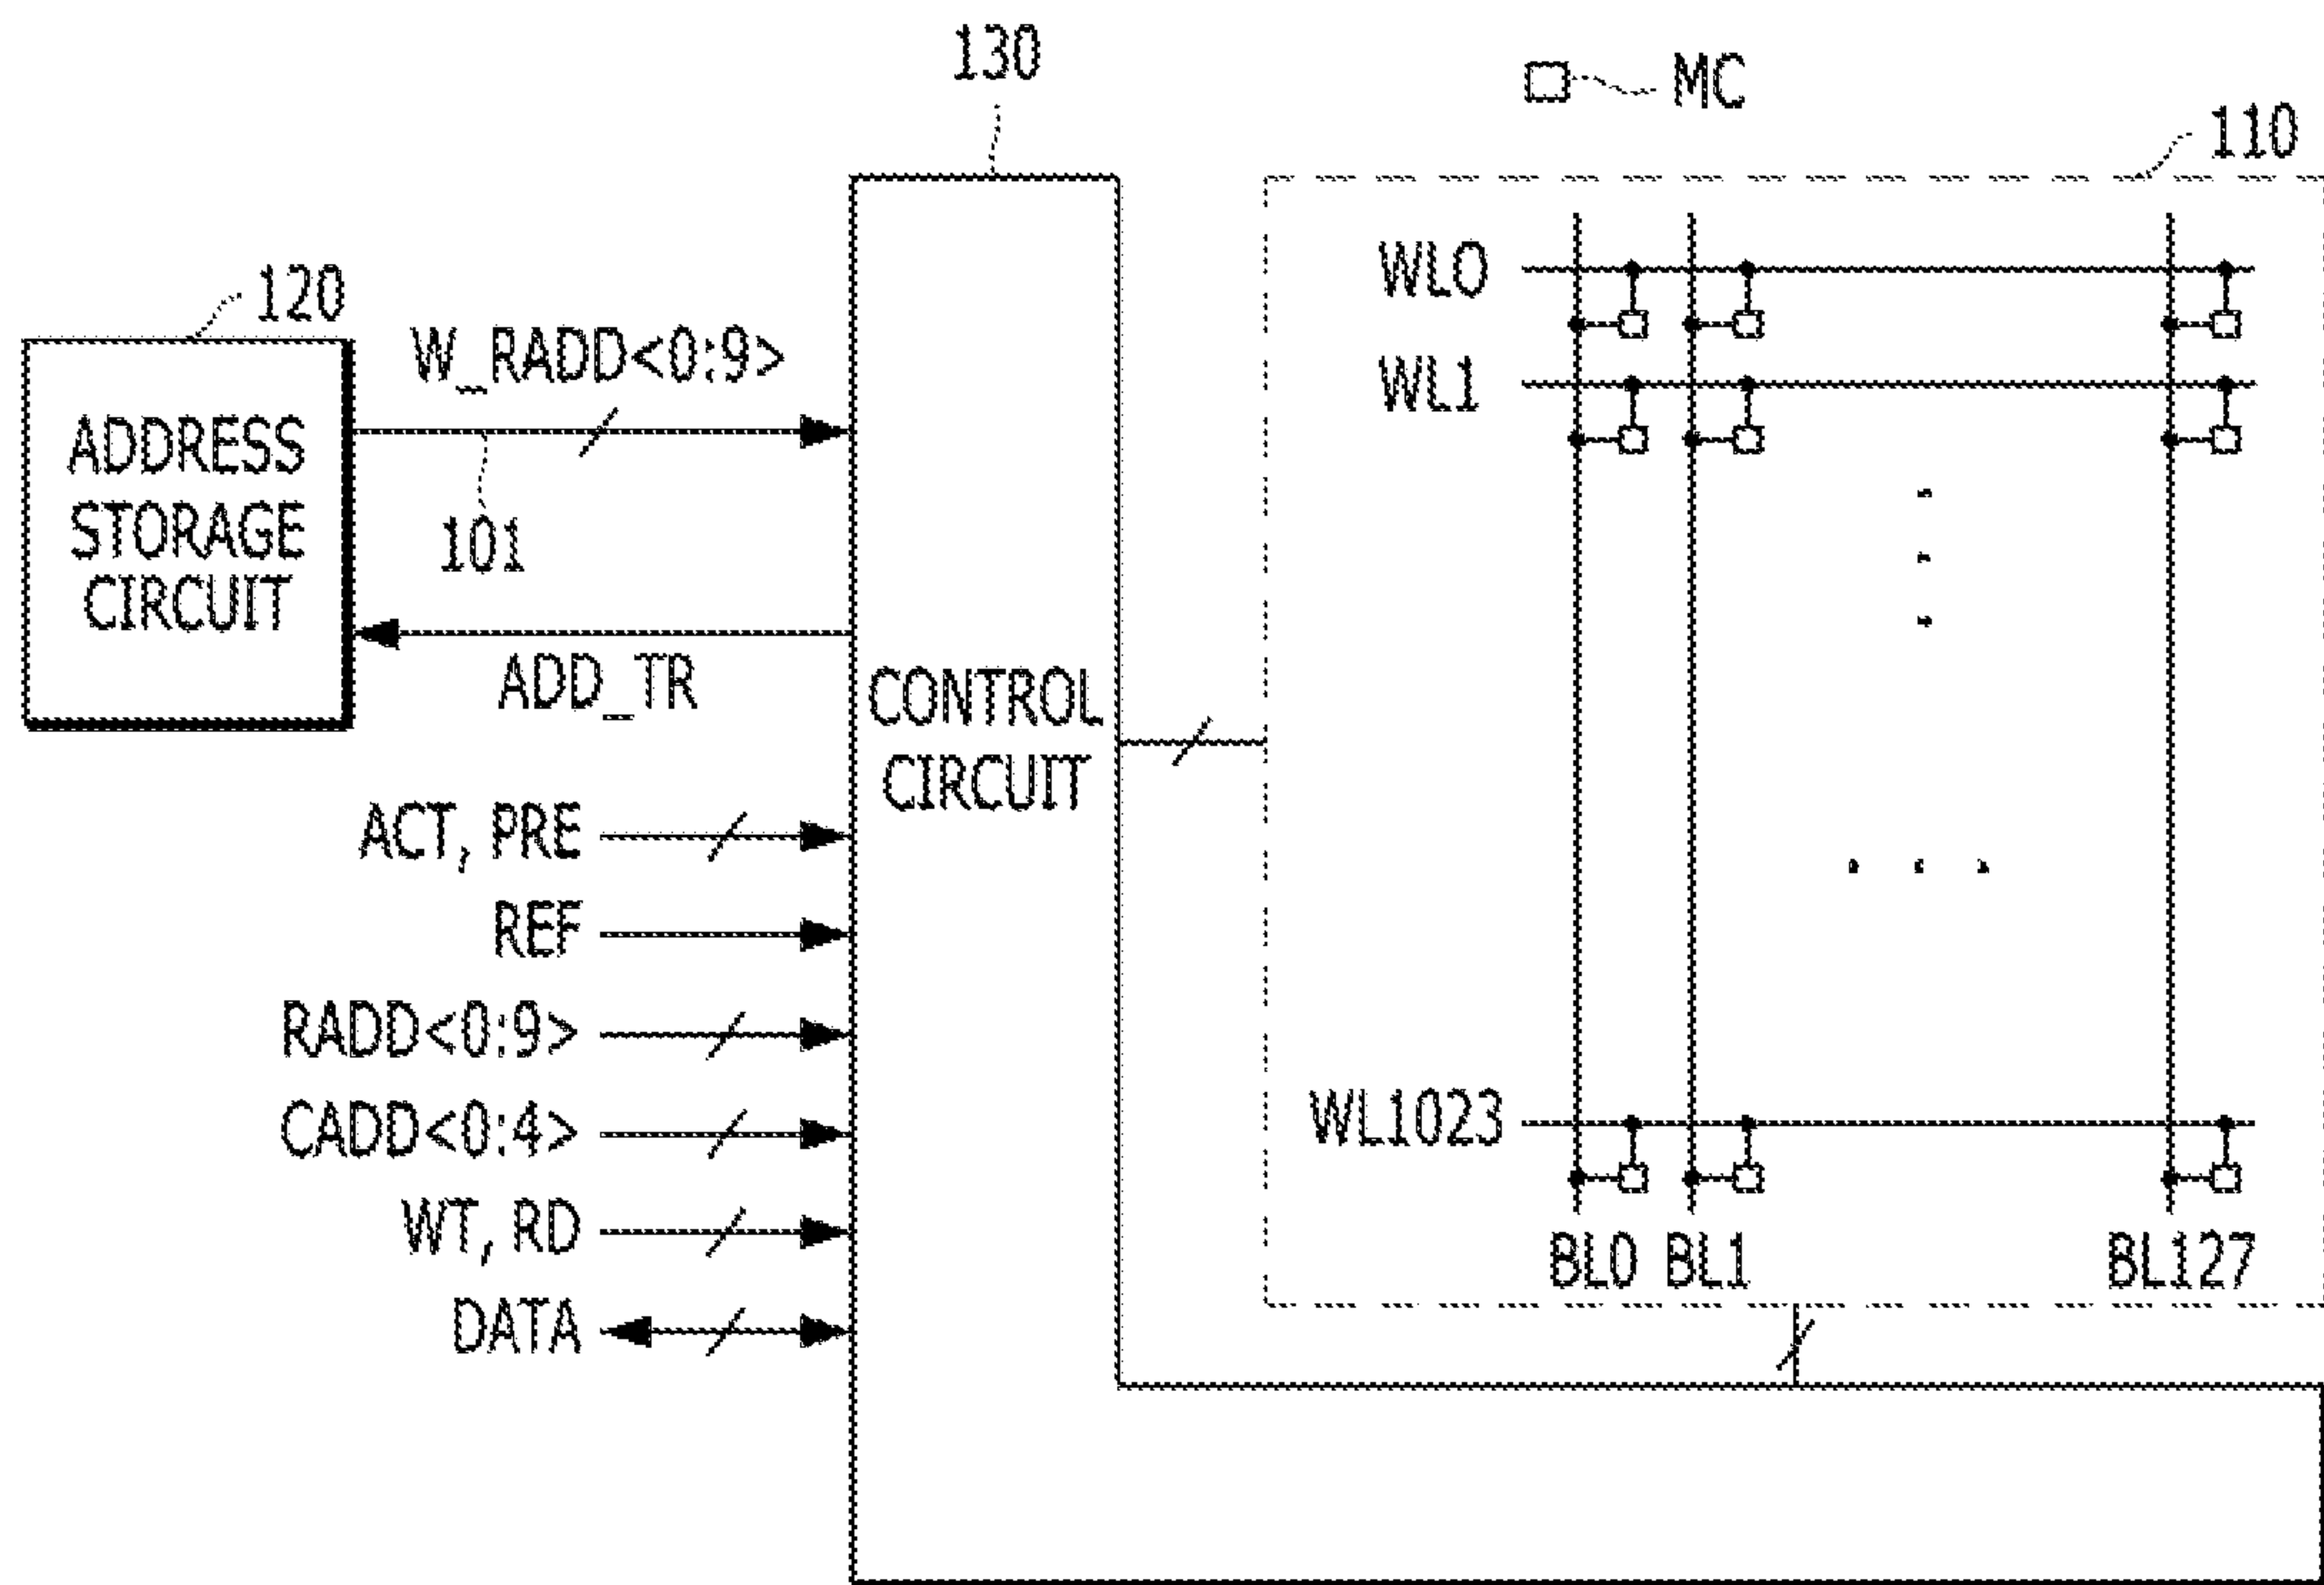 130
MC
110
WL0
120
W_RADD<0:9>
WL1
ADDRESS
STORAGE
CIRCUIT
101
ADD_TR
CONTROL
CIRCUIT
ACT, PRE
REF
RADD<0:9>
CADD<0:4>
WL1023
WT, RD
BL0 BL1 BL127
DATA